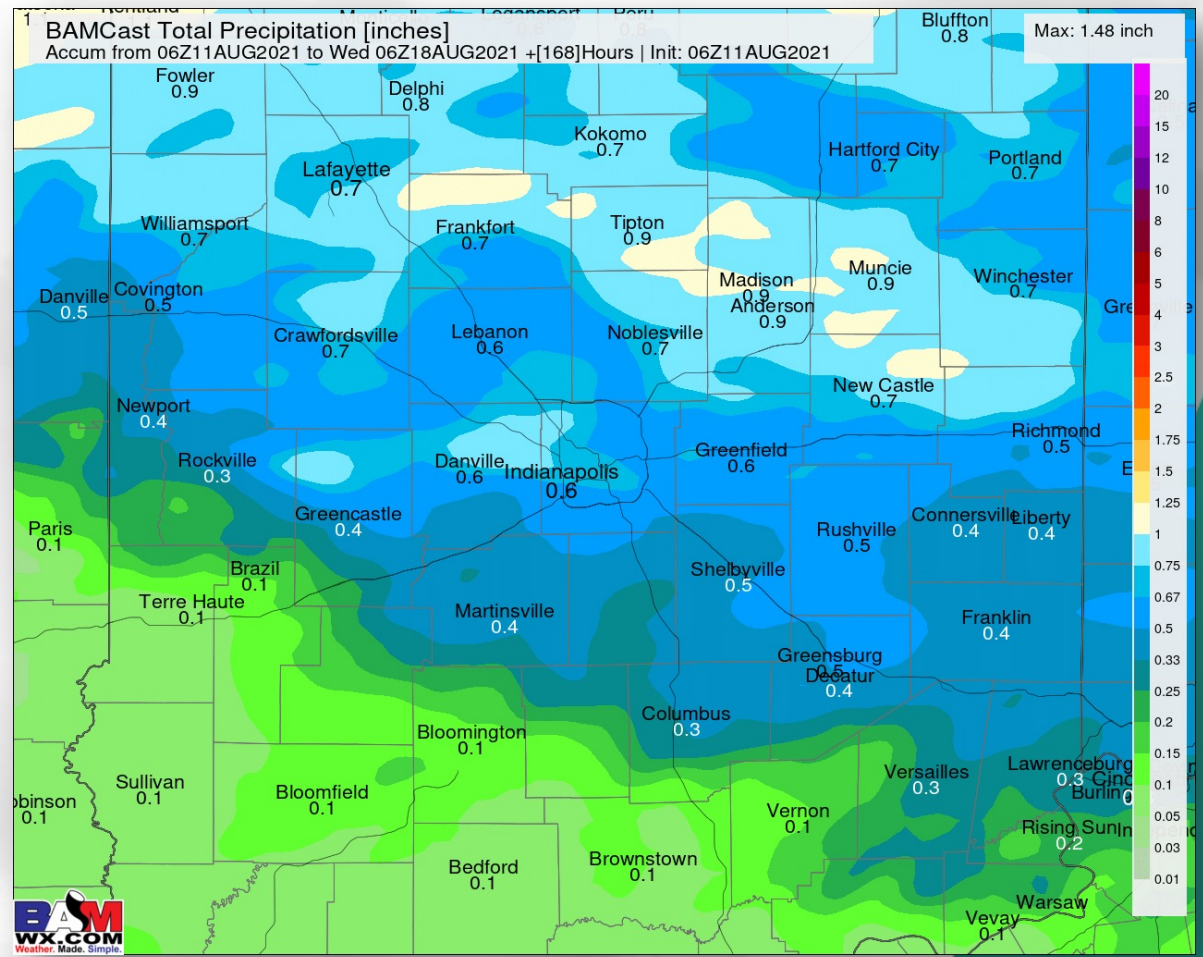 BAMCast Total Precipitation [inches]
Accum from 06Z11AUG2021 to Wed 06Z18AUG2021 +[168]Hours | Init: 06Z11AUG2021
Max: 1.48 inch
Bluffton
0.8
Fowler
0.9
Delphi
0.8
Kokomo
0.7
Hartford City
0.7
Portland
0.7
Lafayette
0.7
Williamsport
0.7
Frankfort
0.7
Tipton
0.9
Madison
0.9
Anderson
0.9
Muncie
0.9
Winchester
0.7
Danville
0.5
Covington
0.5
Crawfordsville
0.7
Lebanon
0.6
Noblesville
0.7
New Castle
0.7
Newport
0.4
Rockville
0.3
Danville
0.6
Indianapolis
0.6
Greenfield
0.6
Richmond
0.5
Greencastle
0.4
Paris
0.1
Brazil
0.1
Terre Haute
0.1
Martinsville
0.4
Shelbyville
0.5
Rushville
0.5
Connersville
0.4
Liberty
0.4
Franklin
0.4
Greensburg
0.5
Decatur
0.4
Columbus
0.3
Bloomington
0.1
Sullivan
0.1
Bloomfield
0.1
obinson
0.1
Bedford
0.1
Brownstown
0.1
Vernon
0.1
Versailles
0.3
Lawrenceburg
0.3
Rising Sun
0.2
Warsaw
Vevay
0.1
20
15
12
10
8
6
5
4
3
2.5
2
1.75
1.5
1.25
1
0.75
0.67
0.5
0.33
0.25
0.2
0.15
0.1
0.05
0.03
0.01
BAM
WX.COM
Weather. Made. Simple.